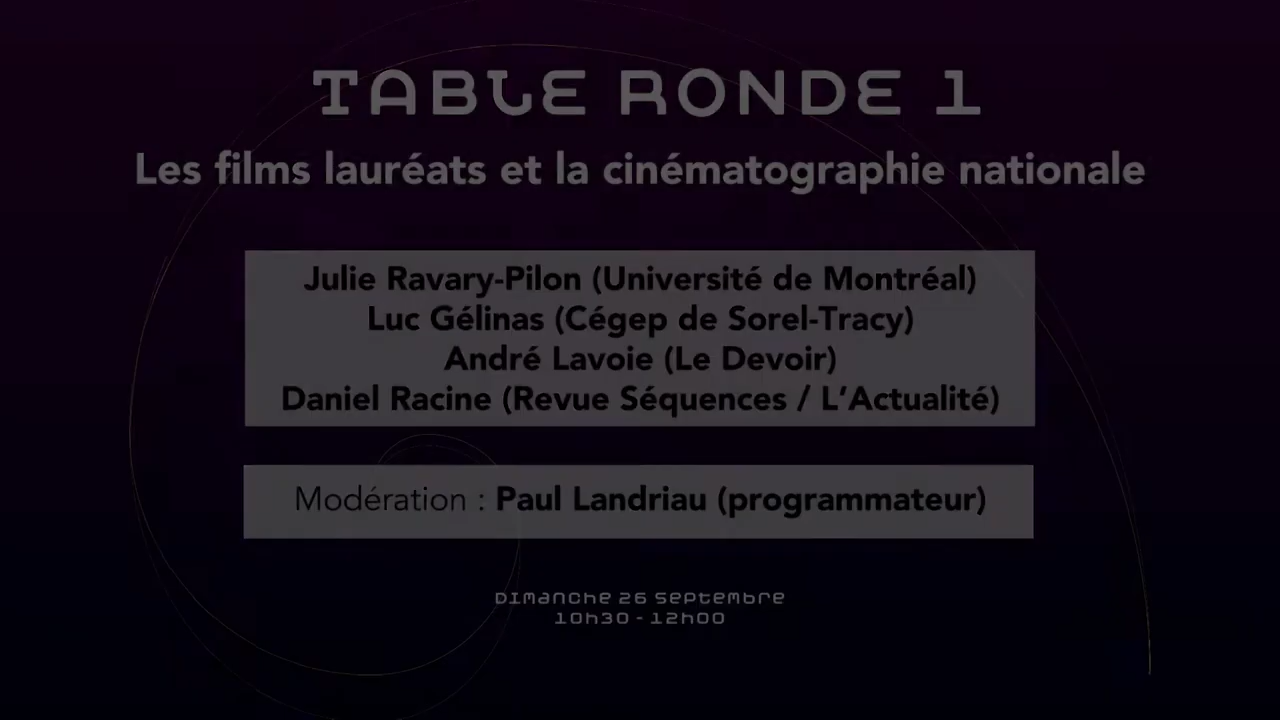 TABLE RONDE 1
Les films lauréats et la cinématographie nationale
Julie Ravary-Pilon (Université de Montréal)
Luc Gélinas (Cégep de Sorel-Tracy)
André Lavoie (Le Devoir)
Daniel Racine (Revue Séquences / L’Actualité)
Modération : Paul Landriau (programmateur)
Dimanche 26 septembre
10h30 - 12h00